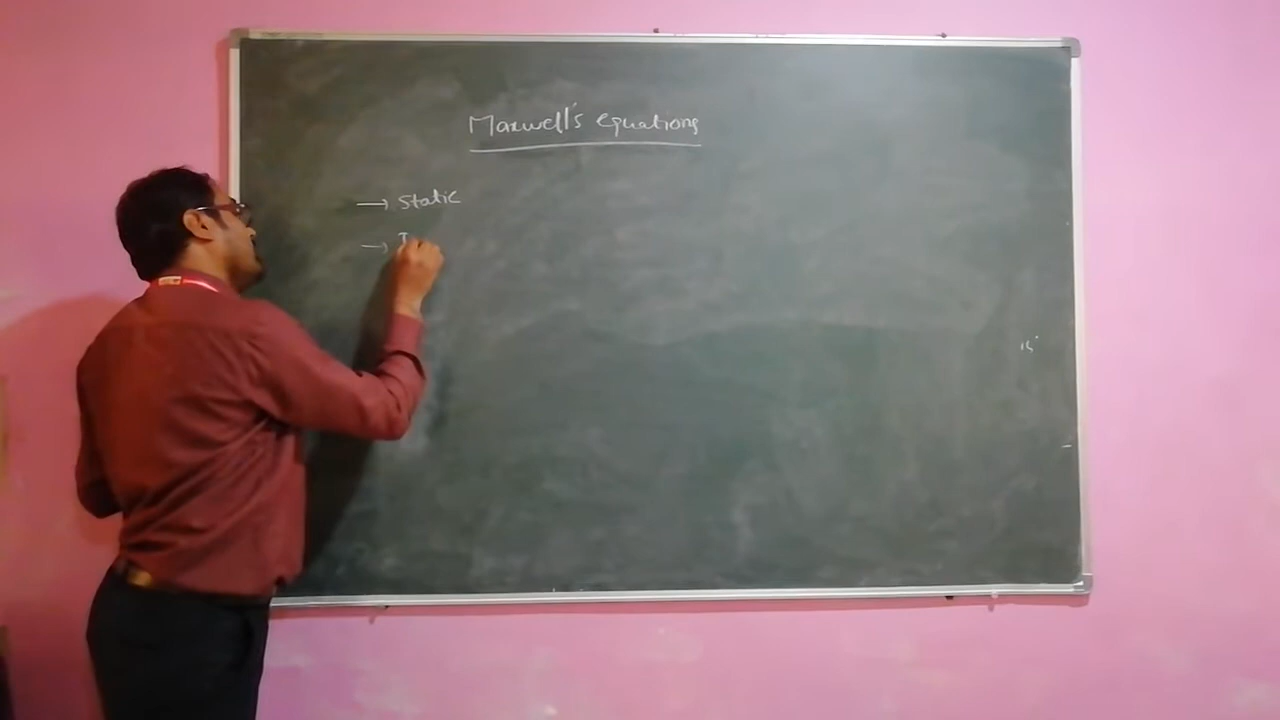 Maxwell's equations
→ Static
→